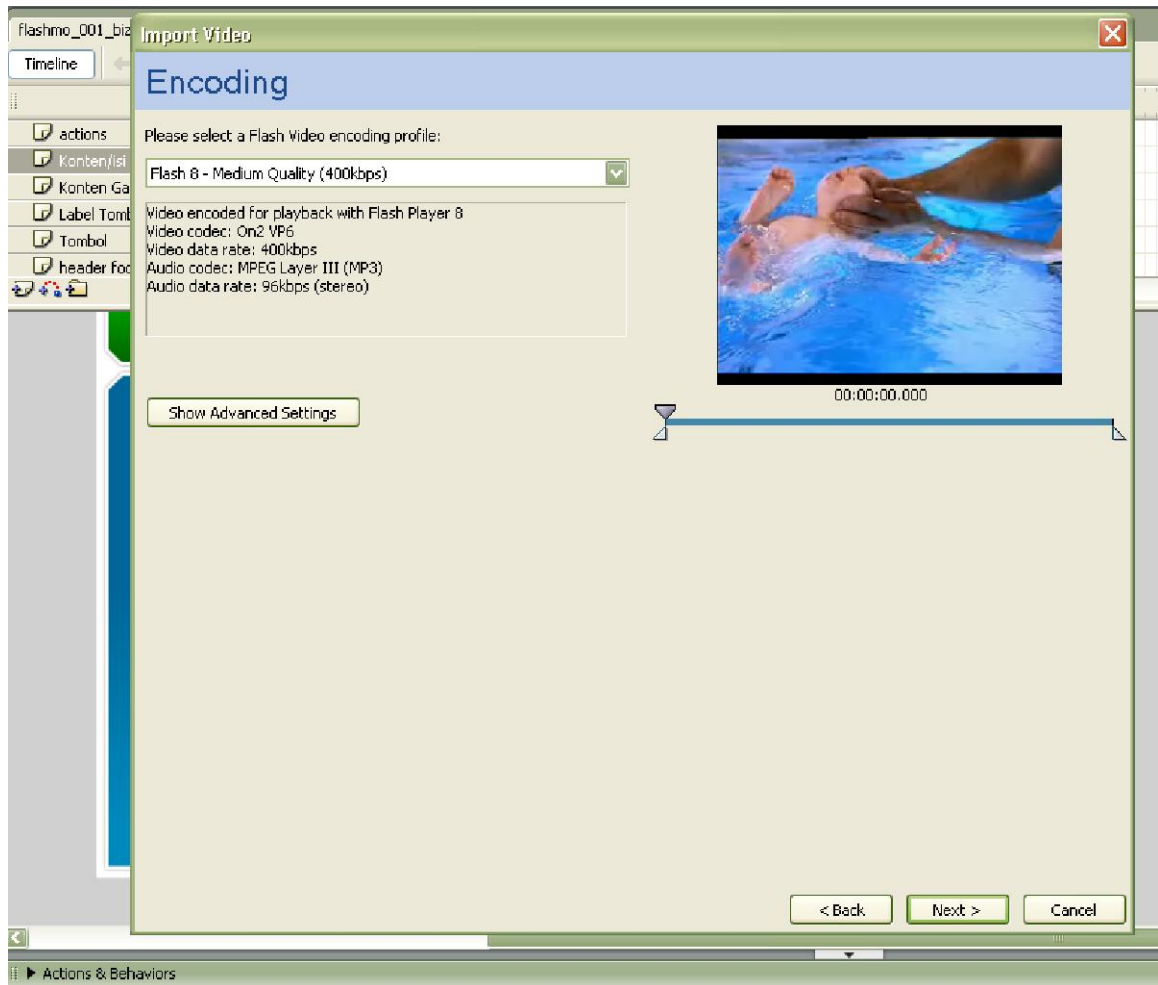 flashmo_001_biz
Import Video
Timeline
Encoding
actions
Konten/isi
Konten Ga
Label Tomb
Tombol
header foo
Please select a Flash Video encoding profile:
Flash 8 - Medium Quality (400kbps)
Video encoded for playback with Flash Player 8
Video codec: On2 VP6
Video data rate: 400kbps
Audio codec: MPEG Layer III (MP3)
Audio data rate: 96kbps (stereo)
00:00:00.000
Show Advanced Settings
< Back
Next >
Cancel
Actions & Behaviors